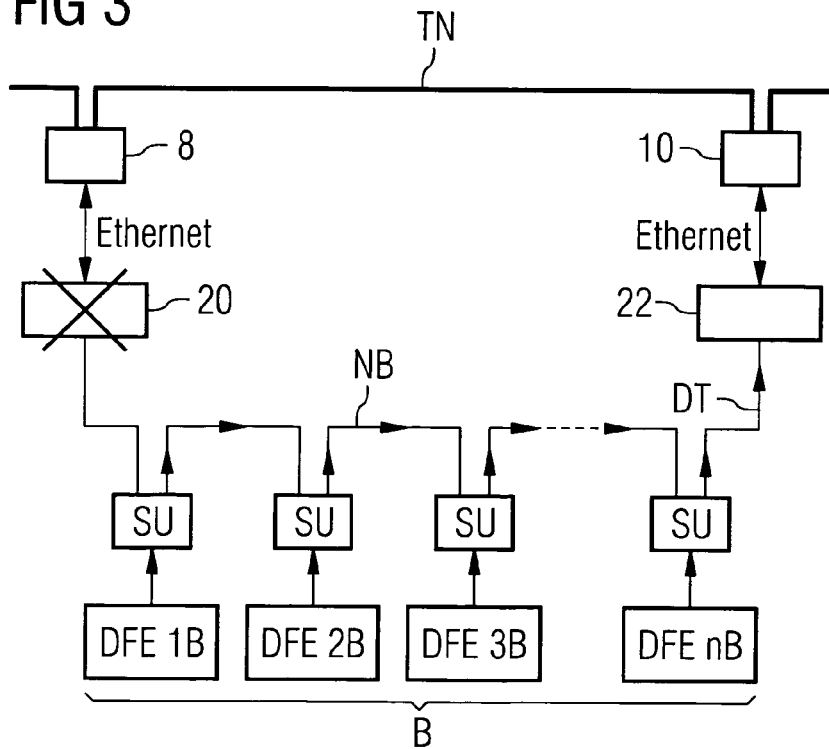 FIG 3
TN
8
10
Ethernet
Ethernet
20
22
NB
DT
SU
SU
SU
SU
DFE 1B
DFE 2B
DFE 3B
DFE nB
B